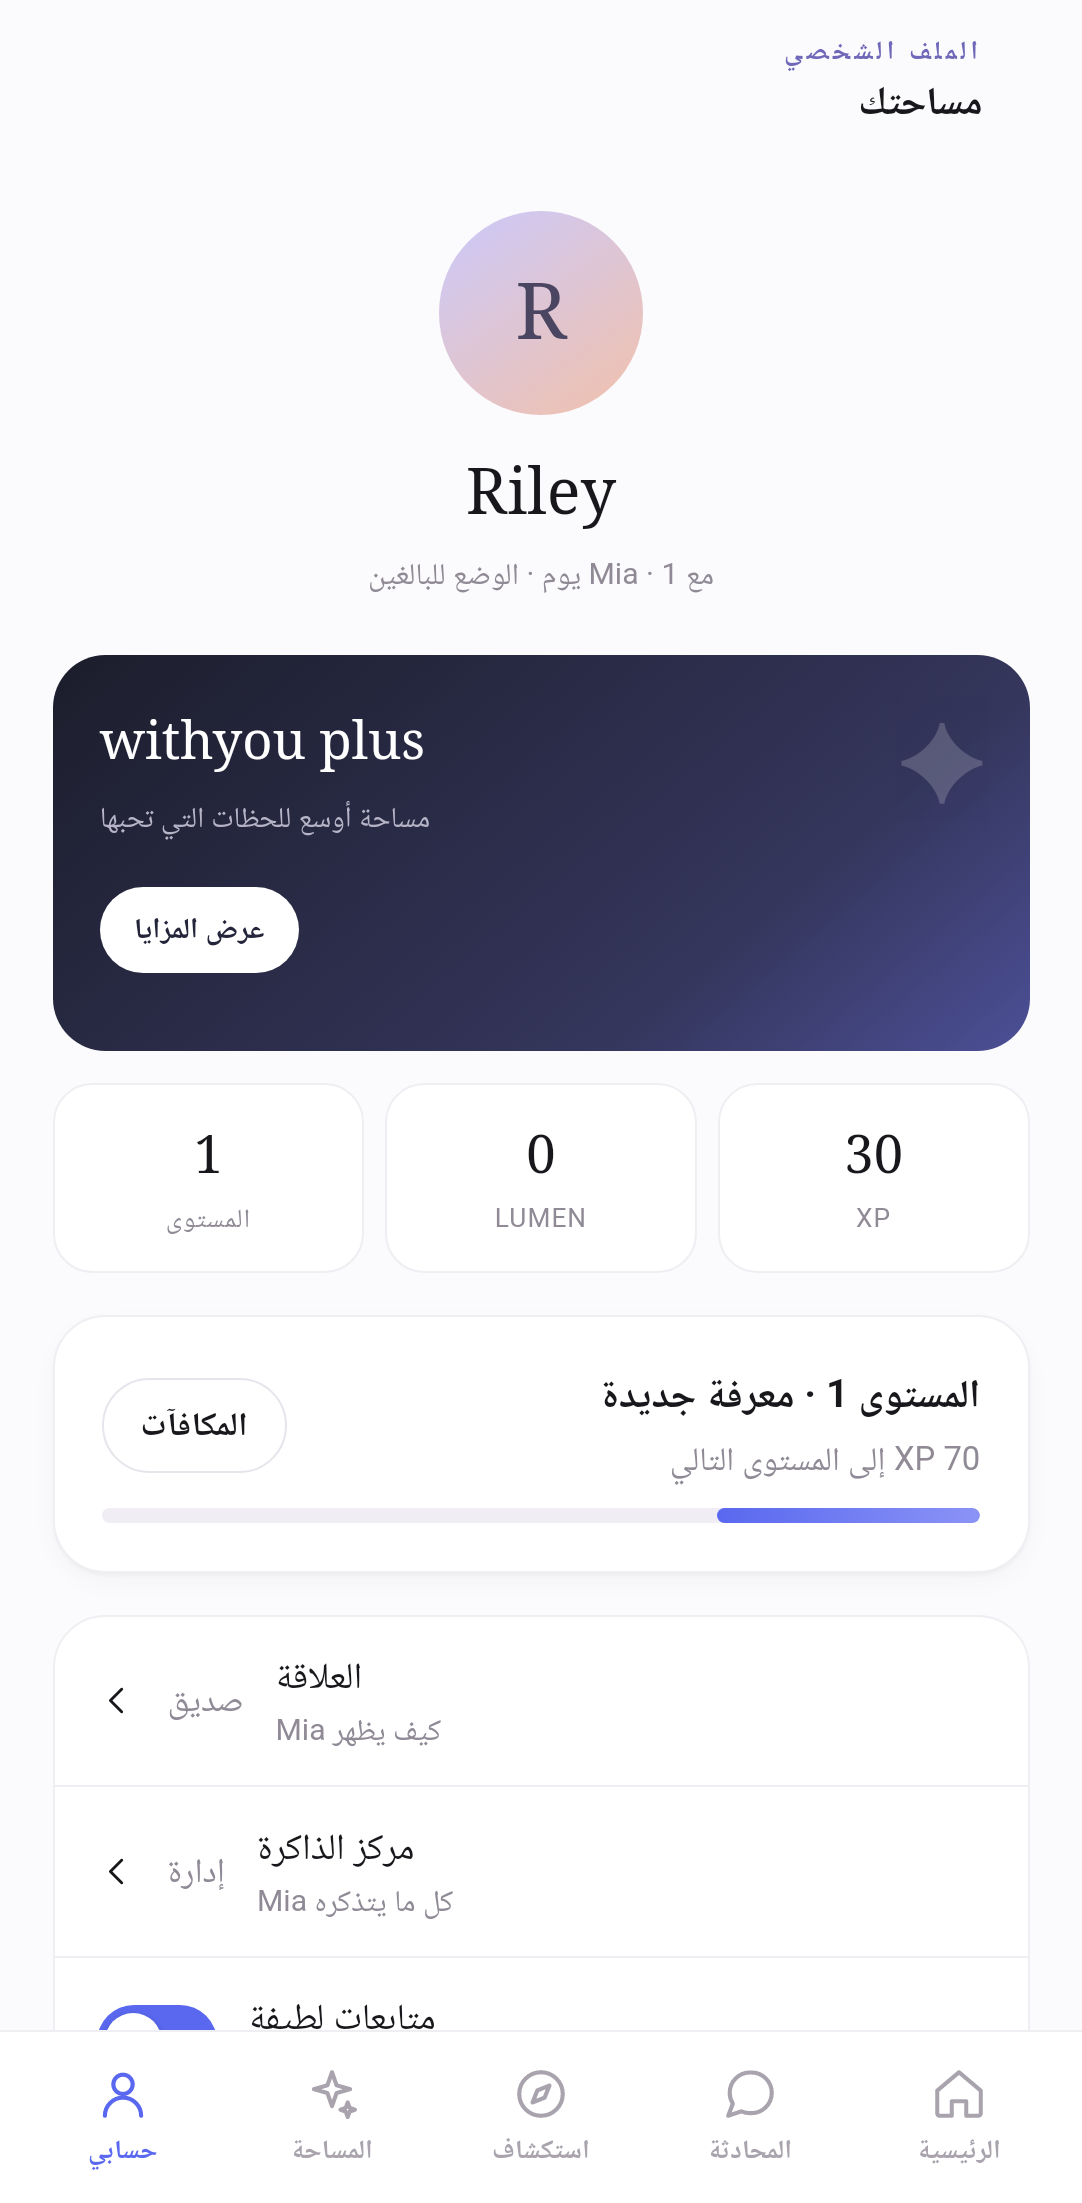 الملف الشخصي
مساحتك
R
Riley
مع Mia · 1 يوم · الوضع للبالغين
withyou plus
مساحة أوسع للحظات التي تحبها
عرض المزايا
30
XP
0
LUMEN
1
المستوى
المستوى 1 · معرفة جديدة
70 XP إلى المستوى التالي
المكافآت
العلاقة
كيف يظهر Mia
صديق
مركز الذاكرة
كل ما يتذكره Mia
إدارة
متابعات لطيفة
الرئيسية
المحادثة
استكشاف
المساحة
حسابي